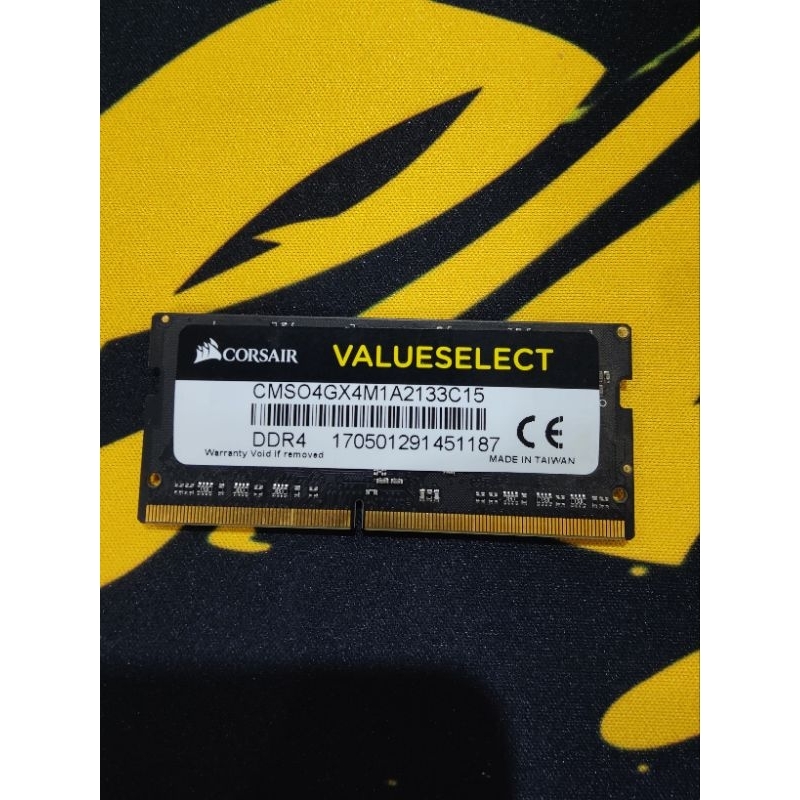 CORSAIR
VALUESELECT
CMSO4GX4M1A2133C15
DDR4 170501291451187
CE
Warranty Void if removed
MADE IN TAIWAN